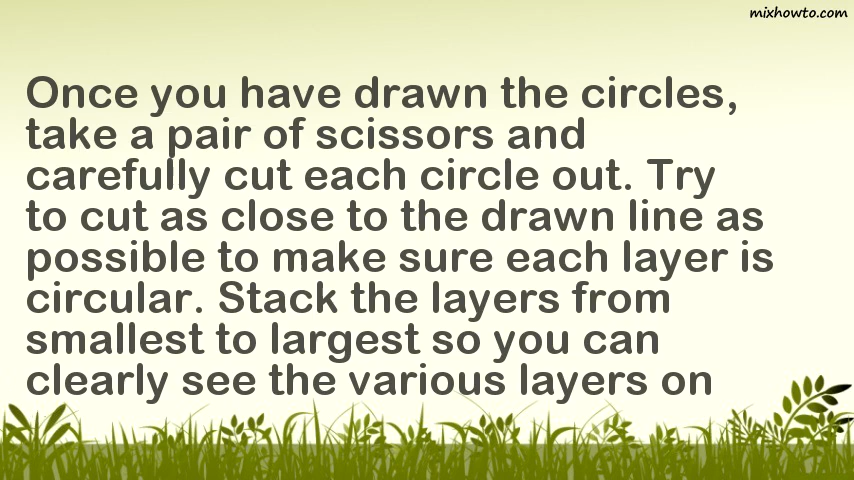 mixhowto.com
Once you have drawn the circles,
take a pair of scissors and
carefully cut each circle out. Try
to cut as close to the drawn line as
possible to make sure each layer is
circular. Stack the layers from
smallest to largest so you can
clearly see the various layers on